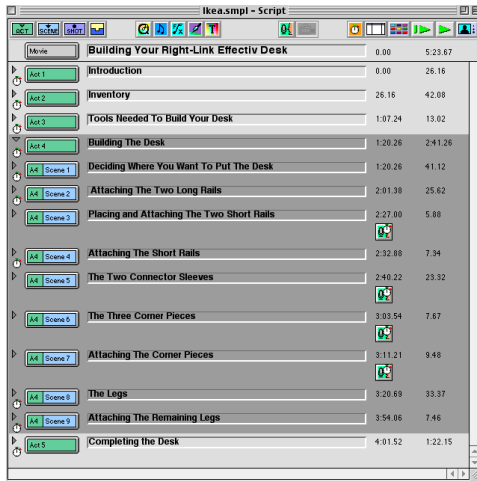 Ikea.smpl - Script
ACT SCENE SHOT
Movie Building Your Right-Link Effectiv Desk 0.00 5:23.67
Act 1 Introduction 0.00 26.16
Act 2 Inventory 26.16 42.08
Act 3 Tools Needed To Build Your Desk 1:07.24 13.02
Act 4 Building The Desk 1:20.26 2:41.26
A4 Scene 1 Deciding Where You Want To Put The Desk 1:20.26 41.12
A4 Scene 2 Attaching The Two Long Rails 2:01.38 25.62
A4 Scene 3 Placing and Attaching The Two Short Rails 2:27.00 5.88
A4 Scene 4 Attaching The Short Rails 2:32.88 7.34
A4 Scene 5 The Two Connector Sleeves 2:40.22 23.32
A4 Scene 6 The Three Corner Pieces 3:03.54 7.67
A4 Scene 7 Attaching The Corner Pieces 3:11.21 9.48
A4 Scene 8 The Legs 3:20.69 33.37
A4 Scene 9 Attaching The Remaining Legs 3:54.06 7.46
Act 5 Completing the Desk 4:01.52 1:22.15